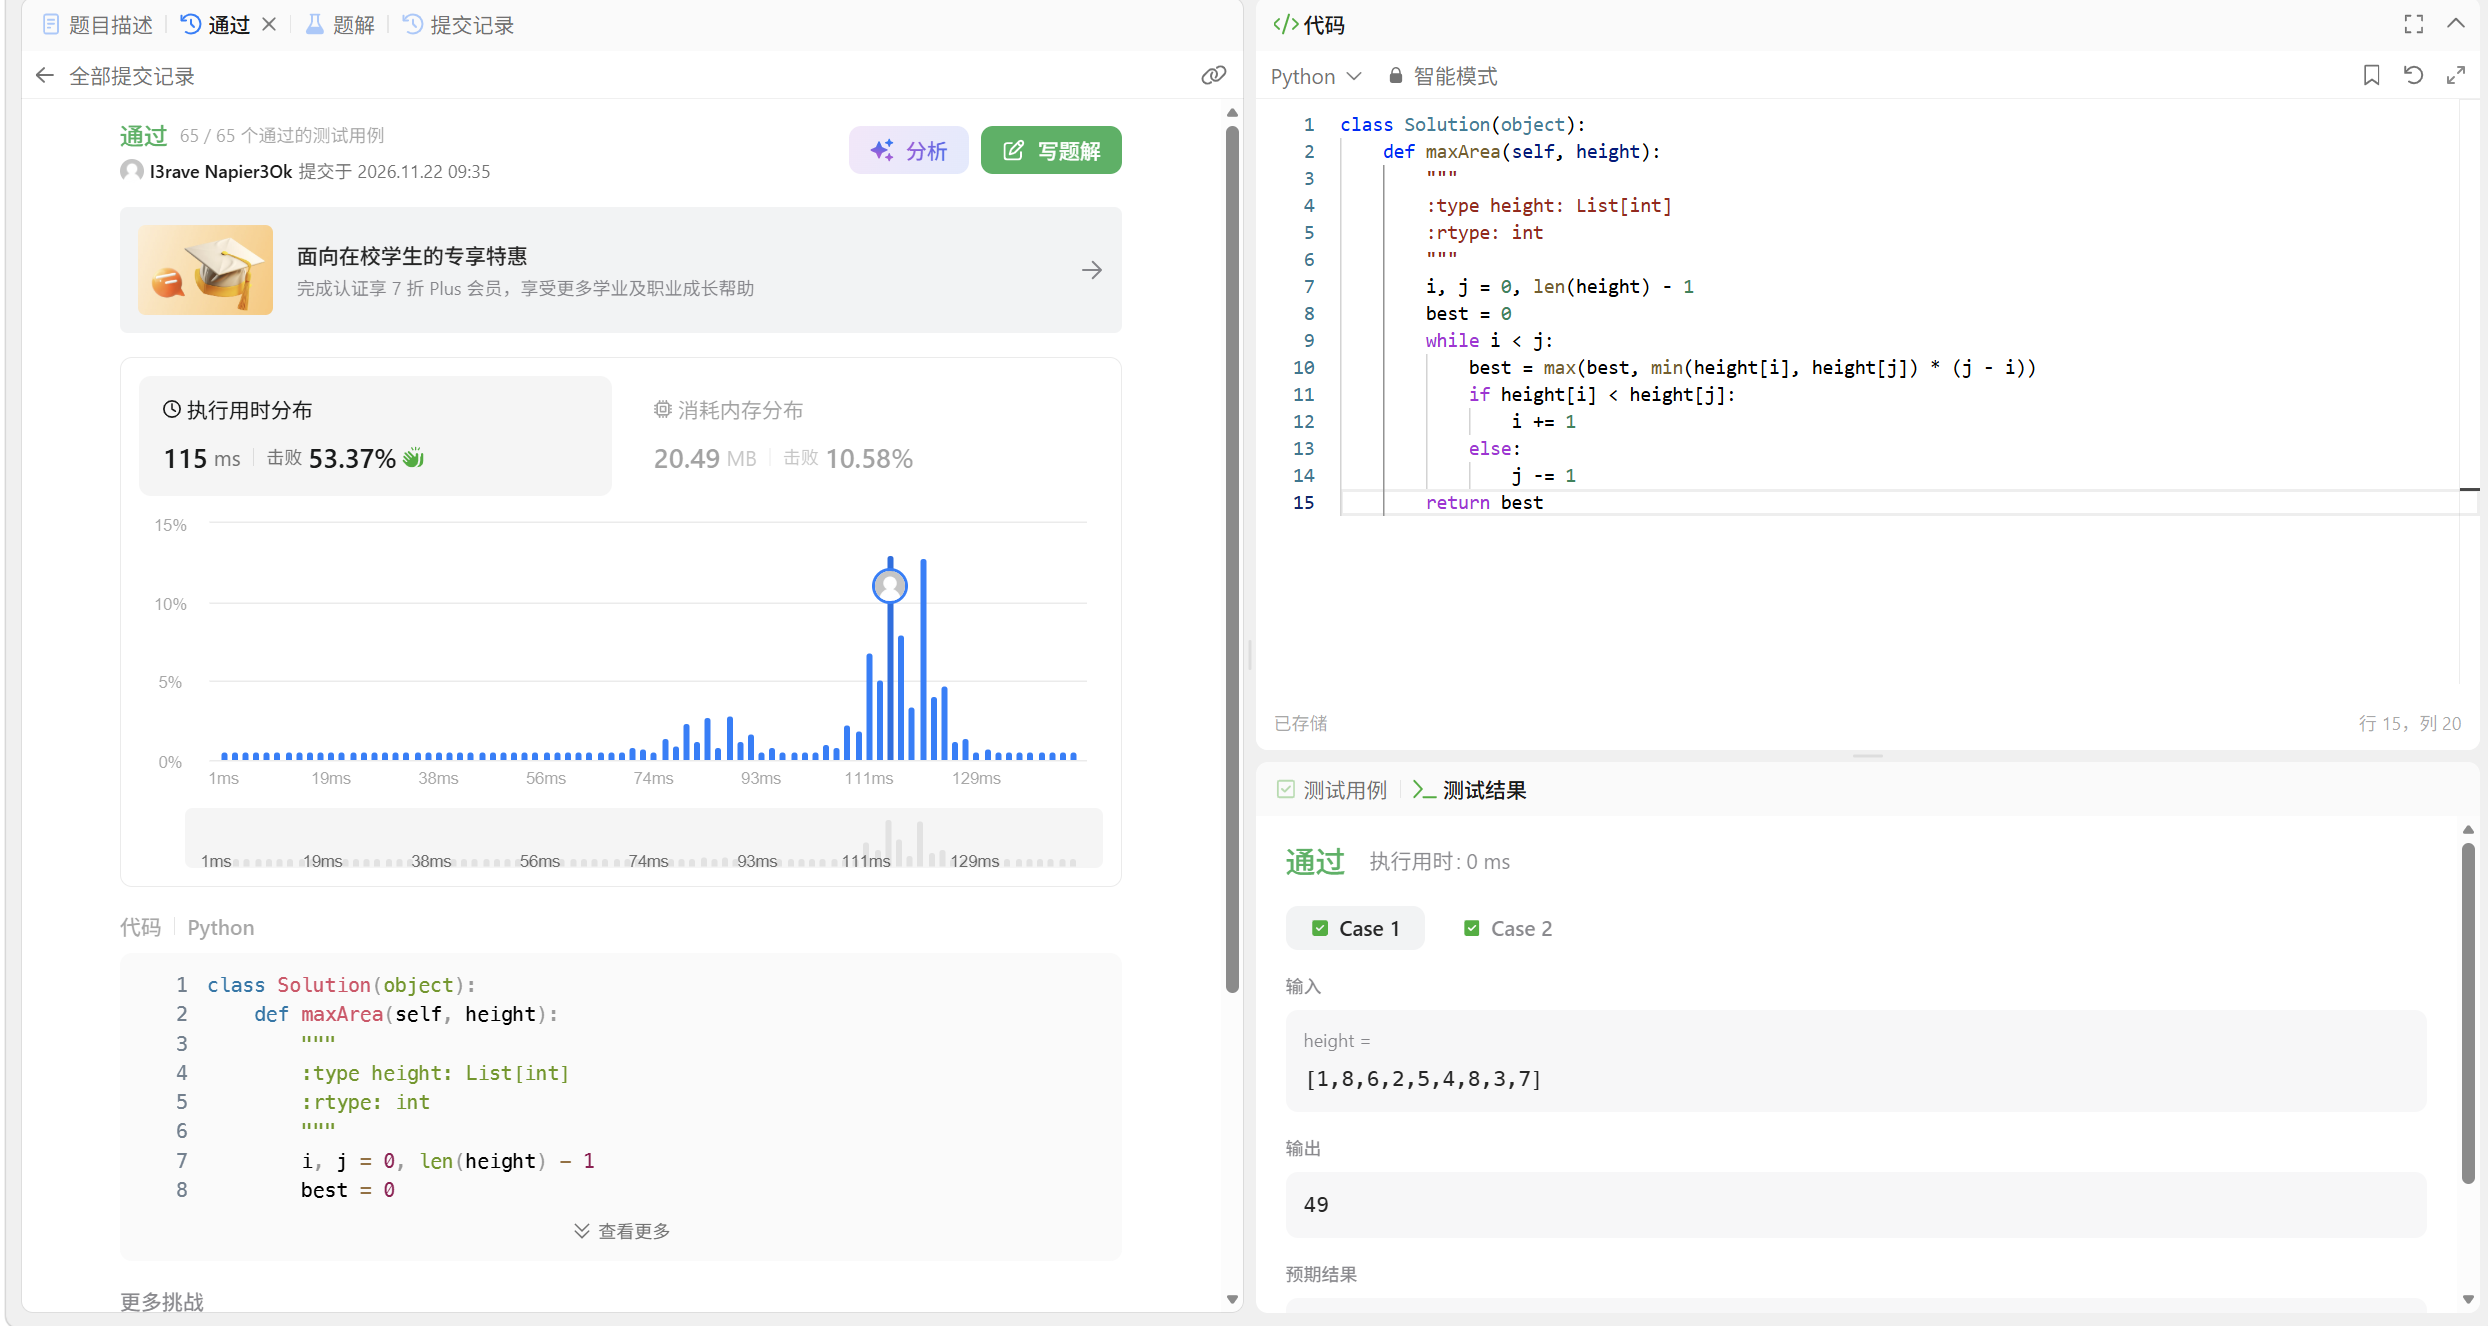 题目描述
通过
题解
提交记录
全部提交记录
通过 65 / 65 个通过的测试用例
l3rave Napier3Ok 提交于 2026.11.22 09:35
分析
写题解
面向在校学生的专享特惠
完成认证享 7 折 Plus 会员，享受更多学业及职业成长帮助
执行用时分布
115 ms 击败 53.37%
消耗内存分布
20.49 MB 击败 10.58%
15%
10%
5%
0%
1ms 19ms 38ms 56ms 74ms 93ms 111ms 129ms
1ms 19ms 38ms 56ms 74ms 93ms 111ms 129ms
代码 Python
1 class Solution(object):
2     def maxArea(self, height):
3         """
4         :type height: List[int]
5         :rtype: int
6         """
7         i, j = 0, len(height) - 1
8         best = 0
查看更多
更多挑战
</> 代码
Python 智能模式
1 class Solution(object):
2     def maxArea(self, height):
3         """
4         :type height: List[int]
5         :rtype: int
6         """
7         i, j = 0, len(height) - 1
8         best = 0
9         while i < j:
10             best = max(best, min(height[i], height[j]) * (j - i))
11             if height[i] < height[j]:
12                 i += 1
13             else:
14                 j -= 1
15         return best
已存储
行 15，列 20
测试用例
测试结果
通过 执行用时: 0 ms
Case 1
Case 2
输入
height =
[1,8,6,2,5,4,8,3,7]
输出
49
预期结果